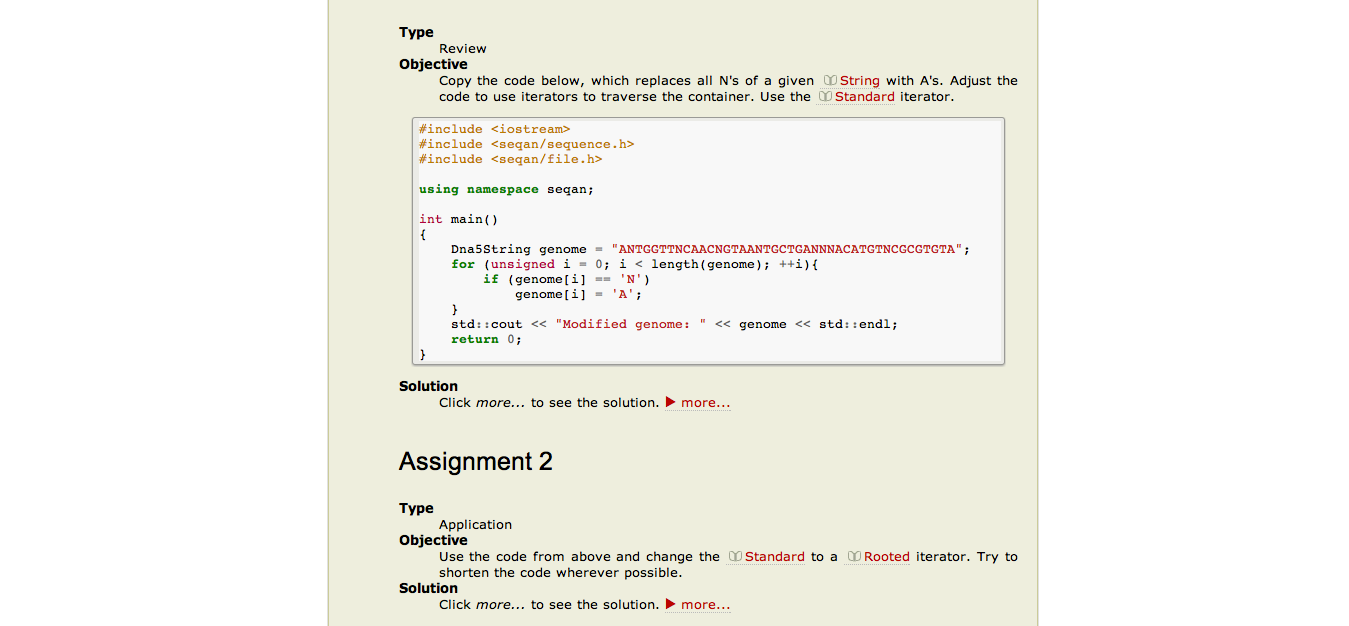 Type
Review
Objective
Copy the code below, which replaces all N's of a given String with A's. Adjust the
code to use iterators to traverse the container. Use the Standard iterator.
#include <iostream>
#include <seqan/sequence.h>
#include <seqan/file.h>
using namespace seqan;
int main()
{
Dna5String genome = "ANTGGTTNCAACNGTAANTGCTGANNNACATGTNCGCGTGTA";
for (unsigned i = 0; i < length(genome); ++i){
if (genome[i] == 'N')
genome[i] = 'A';
}
std::cout << "Modified genome: " << genome << std::endl;
return 0;
}
Solution
Click more... to see the solution. ▶ more...
Assignment 2
Type
Application
Objective
Use the code from above and change the Standard to a Rooted iterator. Try to
shorten the code wherever possible.
Solution
Click more... to see the solution. ▶ more...